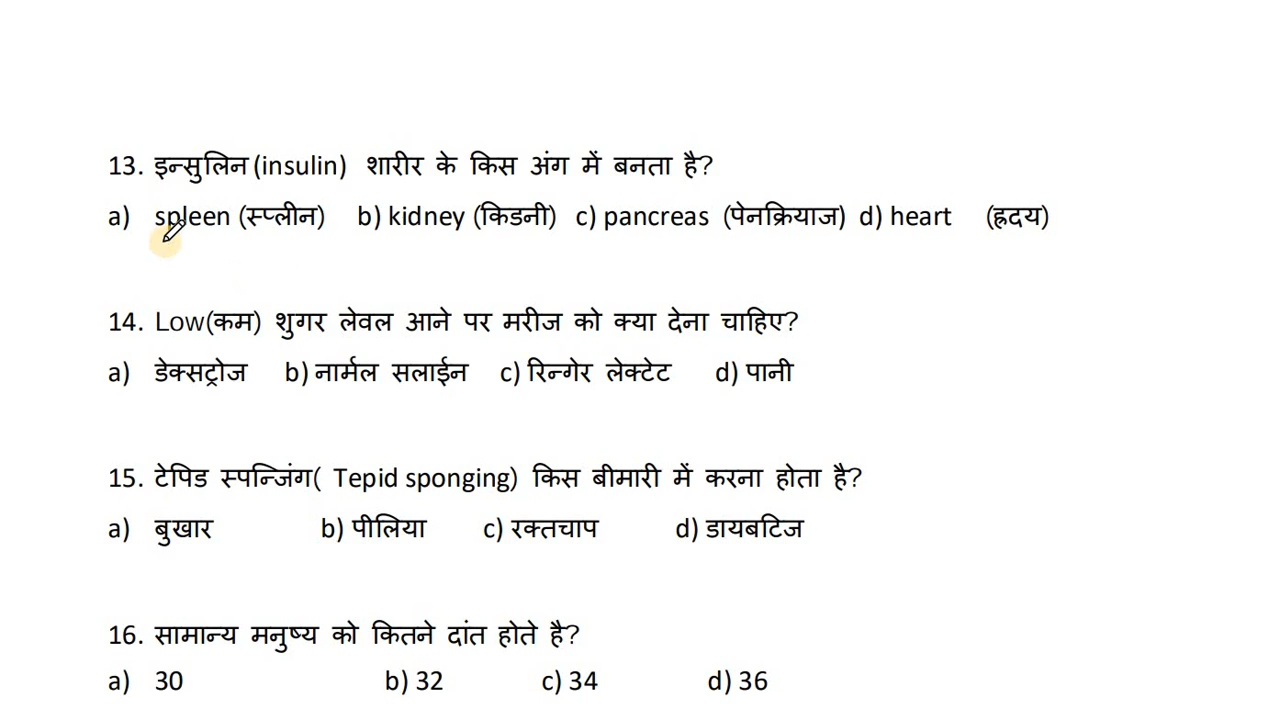 13. इन्सुलिन (insulin) शारीर के किस अंग में बनता है?
a) spleen (स्प्लीन) b) kidney (किडनी) c) pancreas (पेनक्रियाज) d) heart (ह्रदय)
14. Low(कम) शुगर लेवल आने पर मरीज को क्या देना चाहिए?
a) डेक्सट्रोज b) नार्मल सलाईन c) रिन्गेर लेक्टेट d) पानी
15. टेपिड स्पन्जिंग( Tepid sponging) किस बीमारी में करना होता है?
a) बुखार b) पीलिया c) रक्तचाप d) डायबटिज
16. सामान्य मनुष्य को कितने दांत होते है?
a) 30 b) 32 c) 34 d) 36